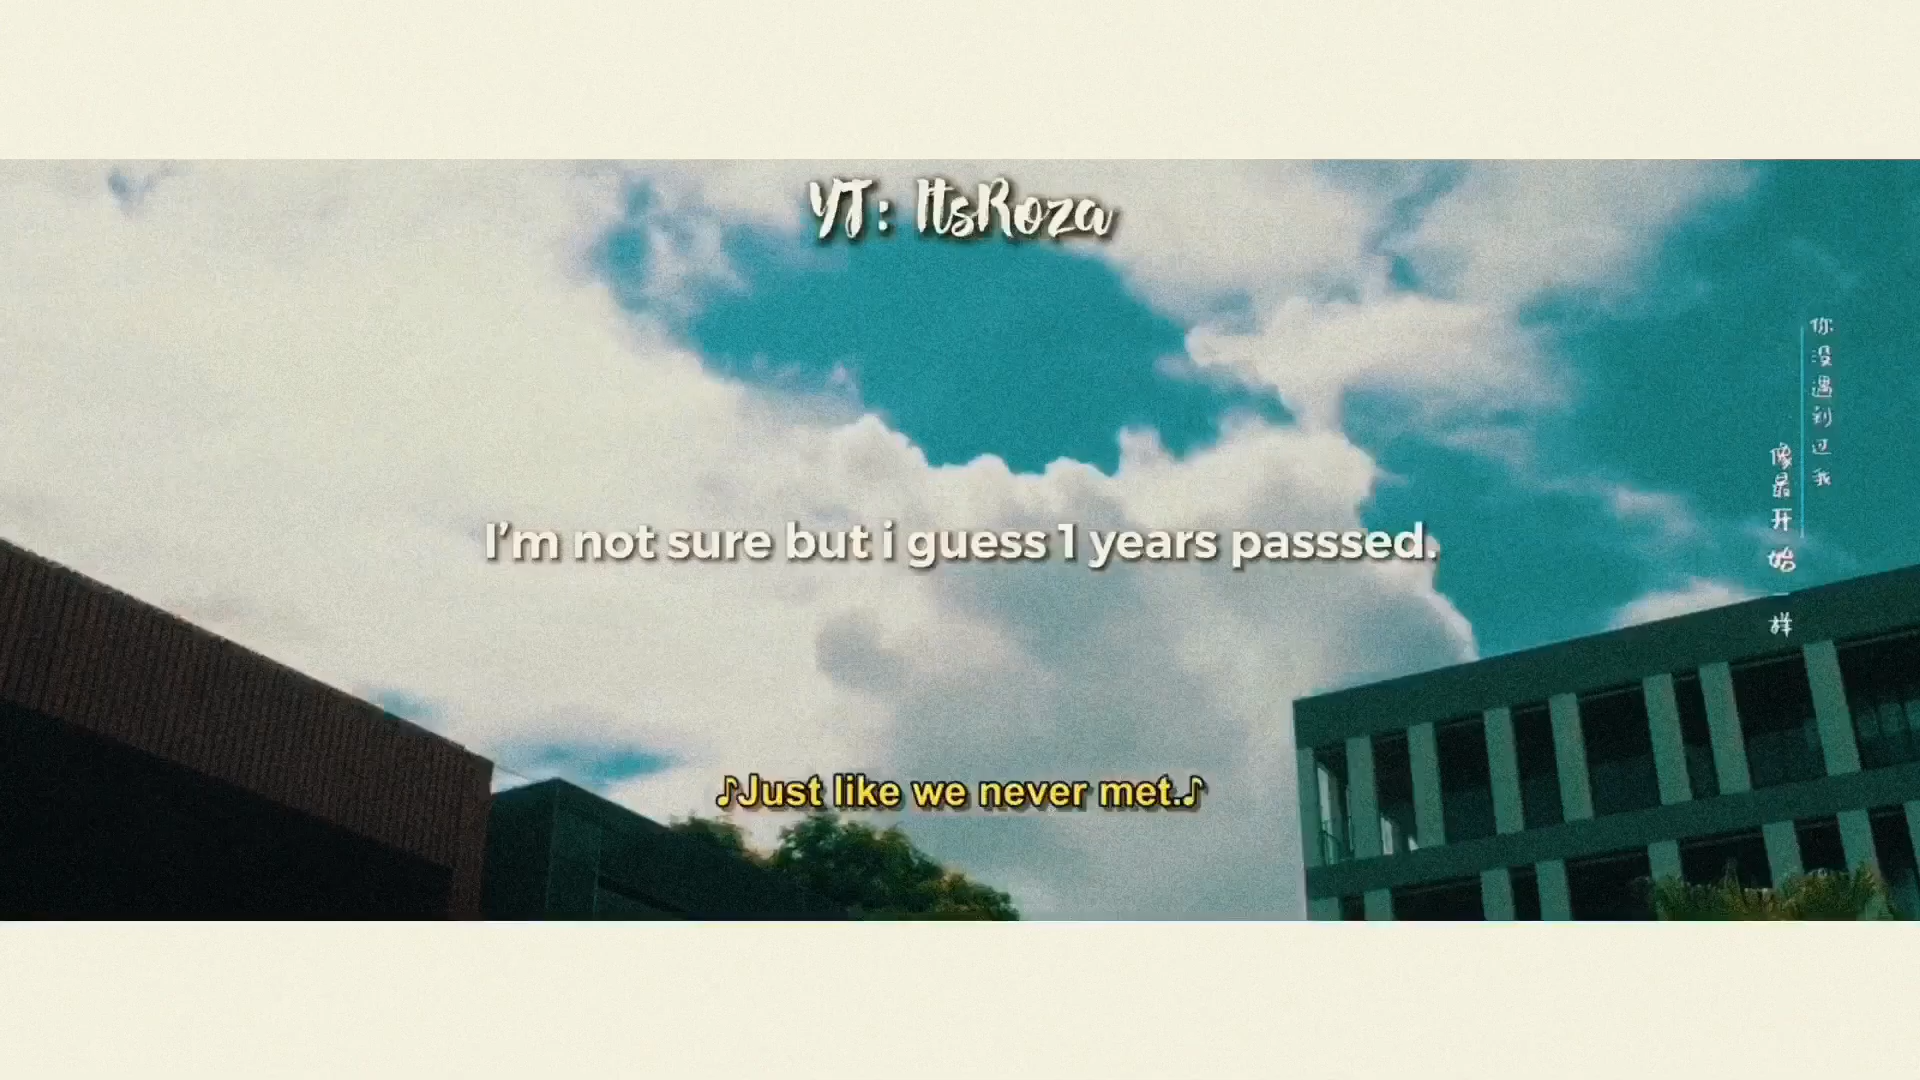 YT: ItsRoza
你没遇到过我
像最开始一样
I'm not sure but i guess 1 years passsed.
♪Just like we never met.♪